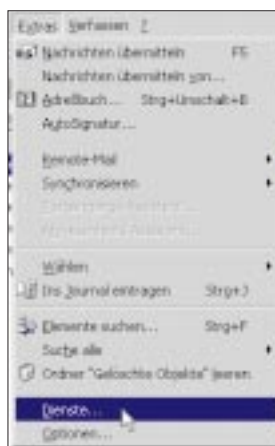 Extras Verfassen ?
Nachrichten übermitteln F5
Nachrichten übermitteln von...
Adreßbuch... Strg+Umschalt+B
AutoSignatur...
Remote-Mail
Synchronisieren
Wählen
Ins Journal eintragen Strg+J
Elemente suchen... Strg+F
Suche alle
Ordner "Gelöschte Objekte" leeren
Dienste...
Optionen...